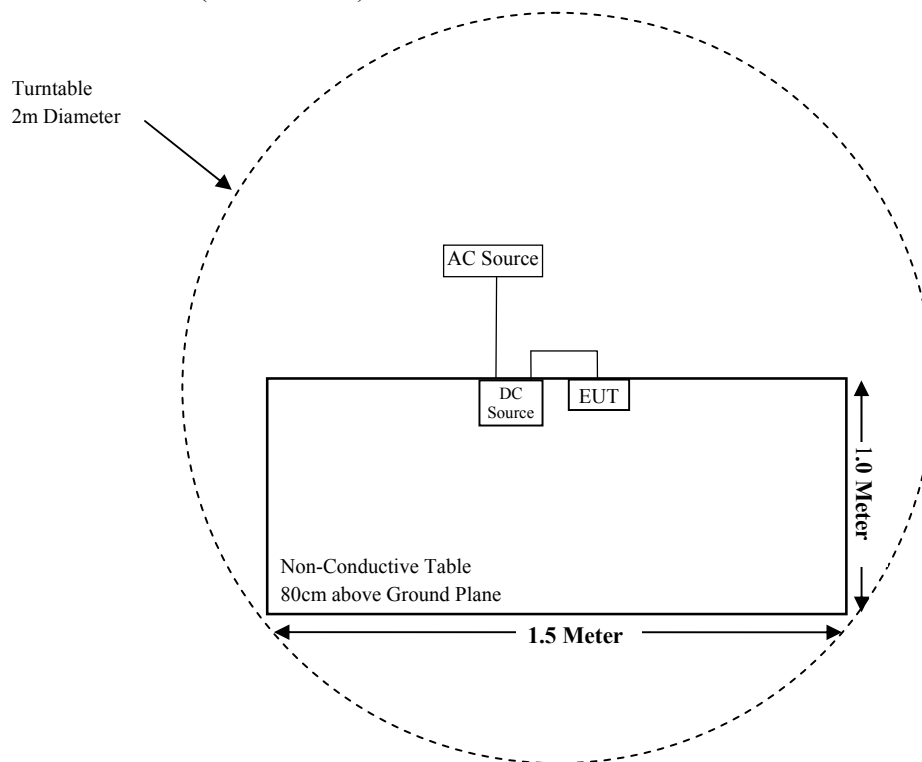 Turntable
2m Diameter
AC Source
DC
Source
EUT
1.0 Meter
Non-Conductive Table
80cm above Ground Plane
1.5 Meter